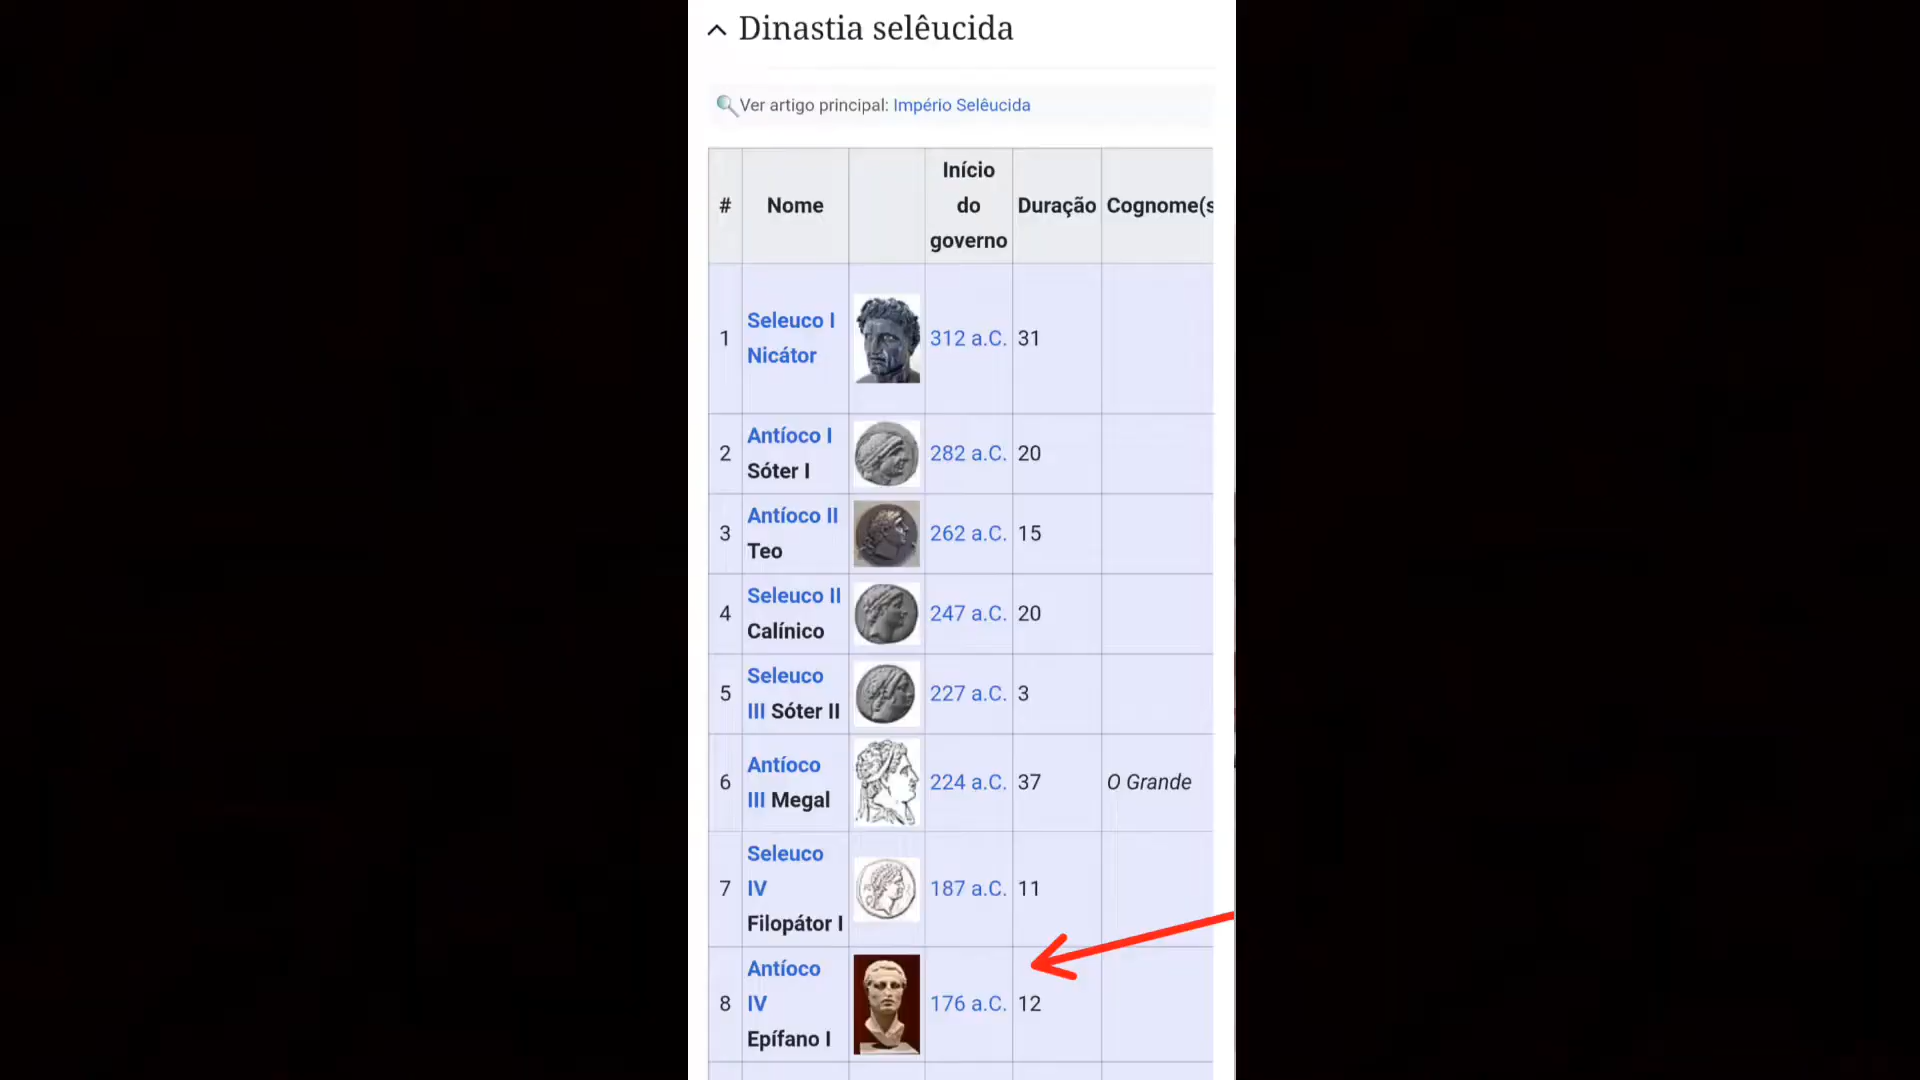 Dinastia selêucida
Ver artigo principal: Império Selêucida
# Nome Início do governo Duração Cognome(s
1 Seleuco I Nicátor 312 a.C. 31
2 Antíoco I Sóter I 282 a.C. 20
3 Antíoco II Teo 262 a.C. 15
4 Seleuco II Calínico 247 a.C. 20
5 Seleuco III Sóter II 227 a.C. 3
6 Antíoco III Megal 224 a.C. 37 O Grande
7 Seleuco IV Filopátor I 187 a.C. 11
8 Antíoco IV Epífano I 176 a.C. 12